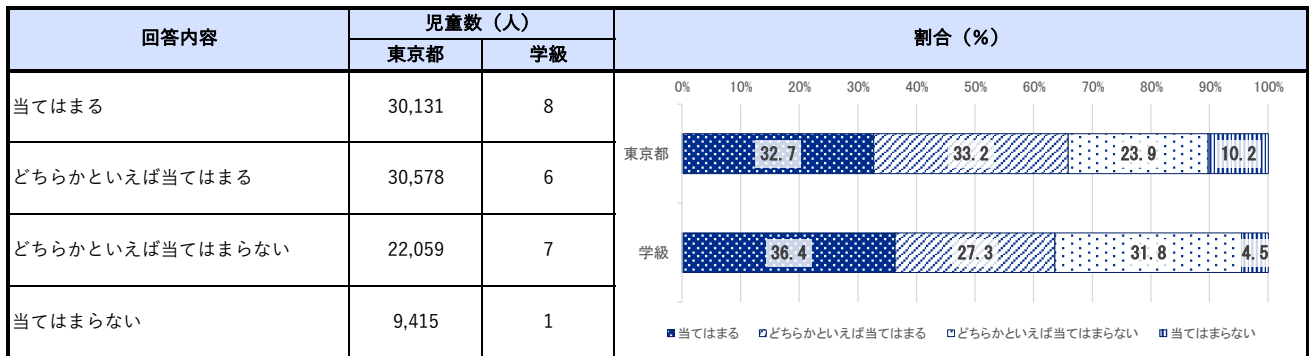 回答内容 児童数（人） 割合（％）
東京都 学級
当てはまる 30,131 8
どちらかといえば当てはまる 30,578 6
どちらかといえば当てはまらない 22,059 7
当てはまらない 9,415 1
0% 10% 20% 30% 40% 50% 60% 70% 80% 90% 100%
東京都 32.7 33.2 23.9 10.2
学級 36.4 27.3 31.8 4.5
当てはまる どちらかといえば当てはまる どちらかといえば当てはまらない 当てはまらない